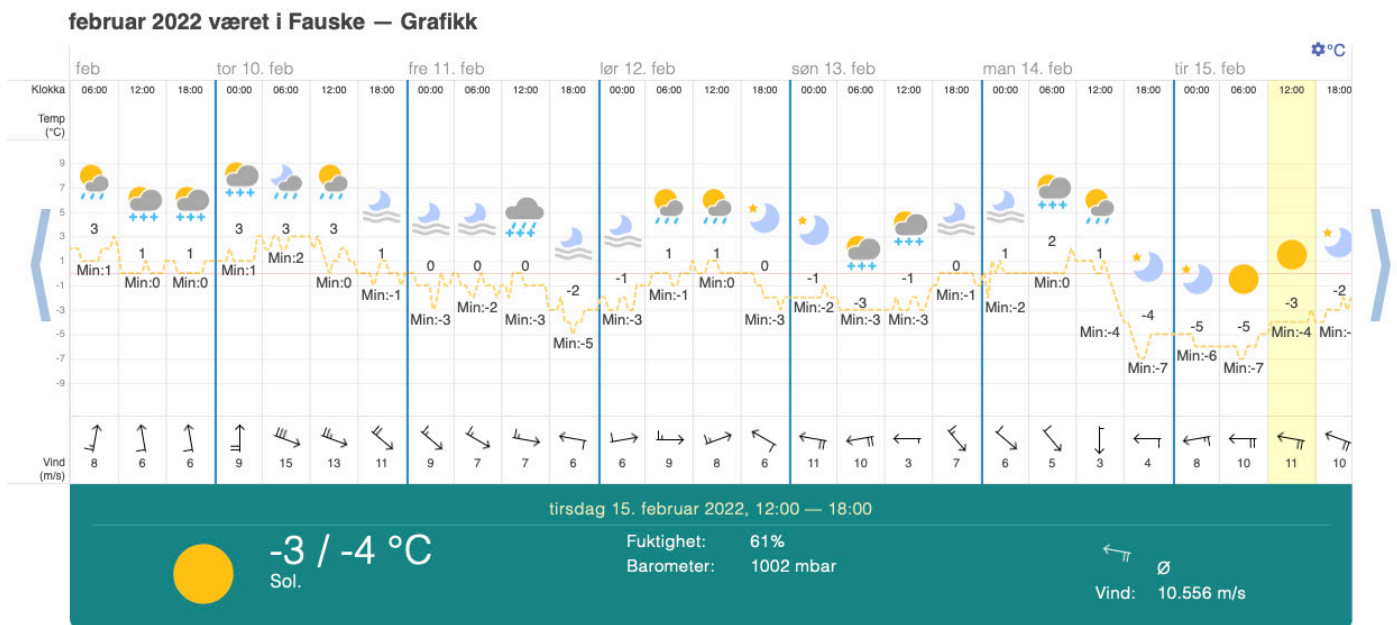 februar 2022 været i Fauske — Grafikk
°C
feb tor 10. feb fre 11. feb lør 12. feb søn 13. feb man 14. feb tir 15. feb
Klokka 06:00 12:00 18:00 00:00 06:00 12:00 18:00 00:00 06:00 12:00 18:00 00:00 06:00 12:00 18:00 00:00 06:00 12:00 18:00 00:00 06:00 12:00 18:00 00:00 06:00 12:00 18:00
Temp
(°C)
9
7
5
3
1
-1
-3
-5
-7
-9
3 1 1 3 3 3 1 0 0 0 -2 -1 1 1 0 -1 -3 -1 0 1 2 1 -4 -5 -5 -3 -2
Min:1 Min:0 Min:0 Min:1 Min:2 Min:0 Min:-1 Min:-3 Min:-2 Min:-3 Min:-5 Min:-3 Min:-1 Min:0 Min:-3 Min:-2 Min:-3 Min:-3 Min:-1 Min:-2 Min:0 Min:-4 Min:-7 Min:-6 Min:-7 Min:-4 Min:-
Vind 8 6 6 9 15 13 11 9 7 7 6 6 9 8 6 11 10 3 7 6 5 3 4 8 10 11 10
(m/s)
tirsdag 15. februar 2022, 12:00 — 18:00
-3 / -4 °C
Sol.
Fuktighet: 61%
Barometer: 1002 mbar
Ø
Vind: 10.556 m/s